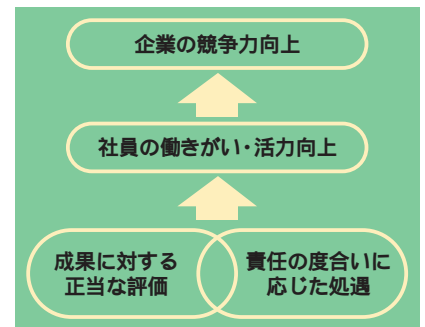 企業の競争力向上
社員の働きがい・活力向上
成果に対する
正当な評価
責任の度合いに
応じた処遇